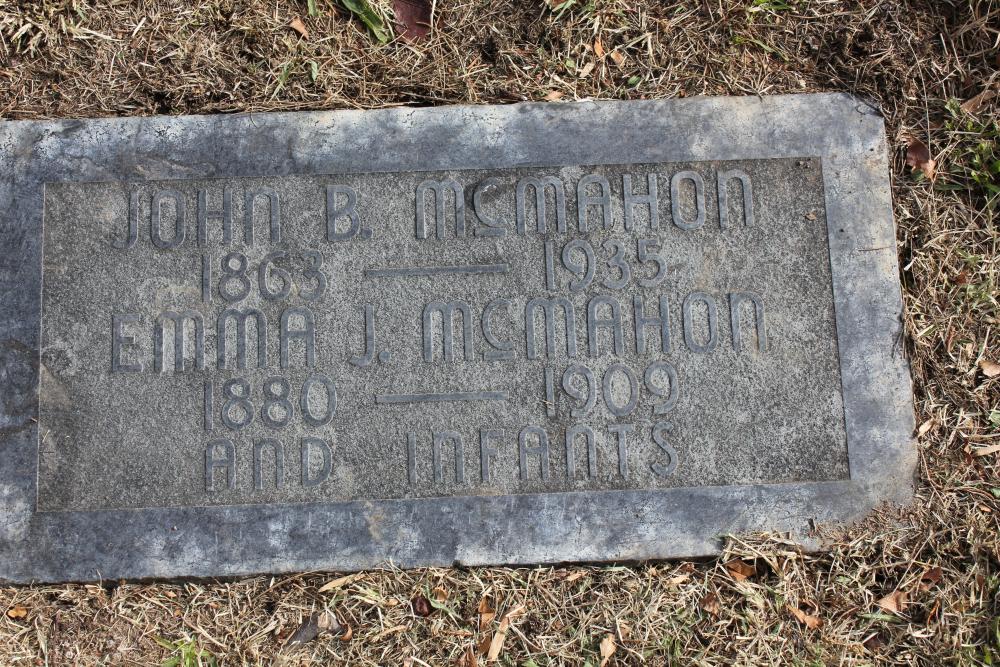 JOHN B. MCMAHON
1863 — 1935
EMMA J. MCMAHON
1880 — 1909
AND INFANTS